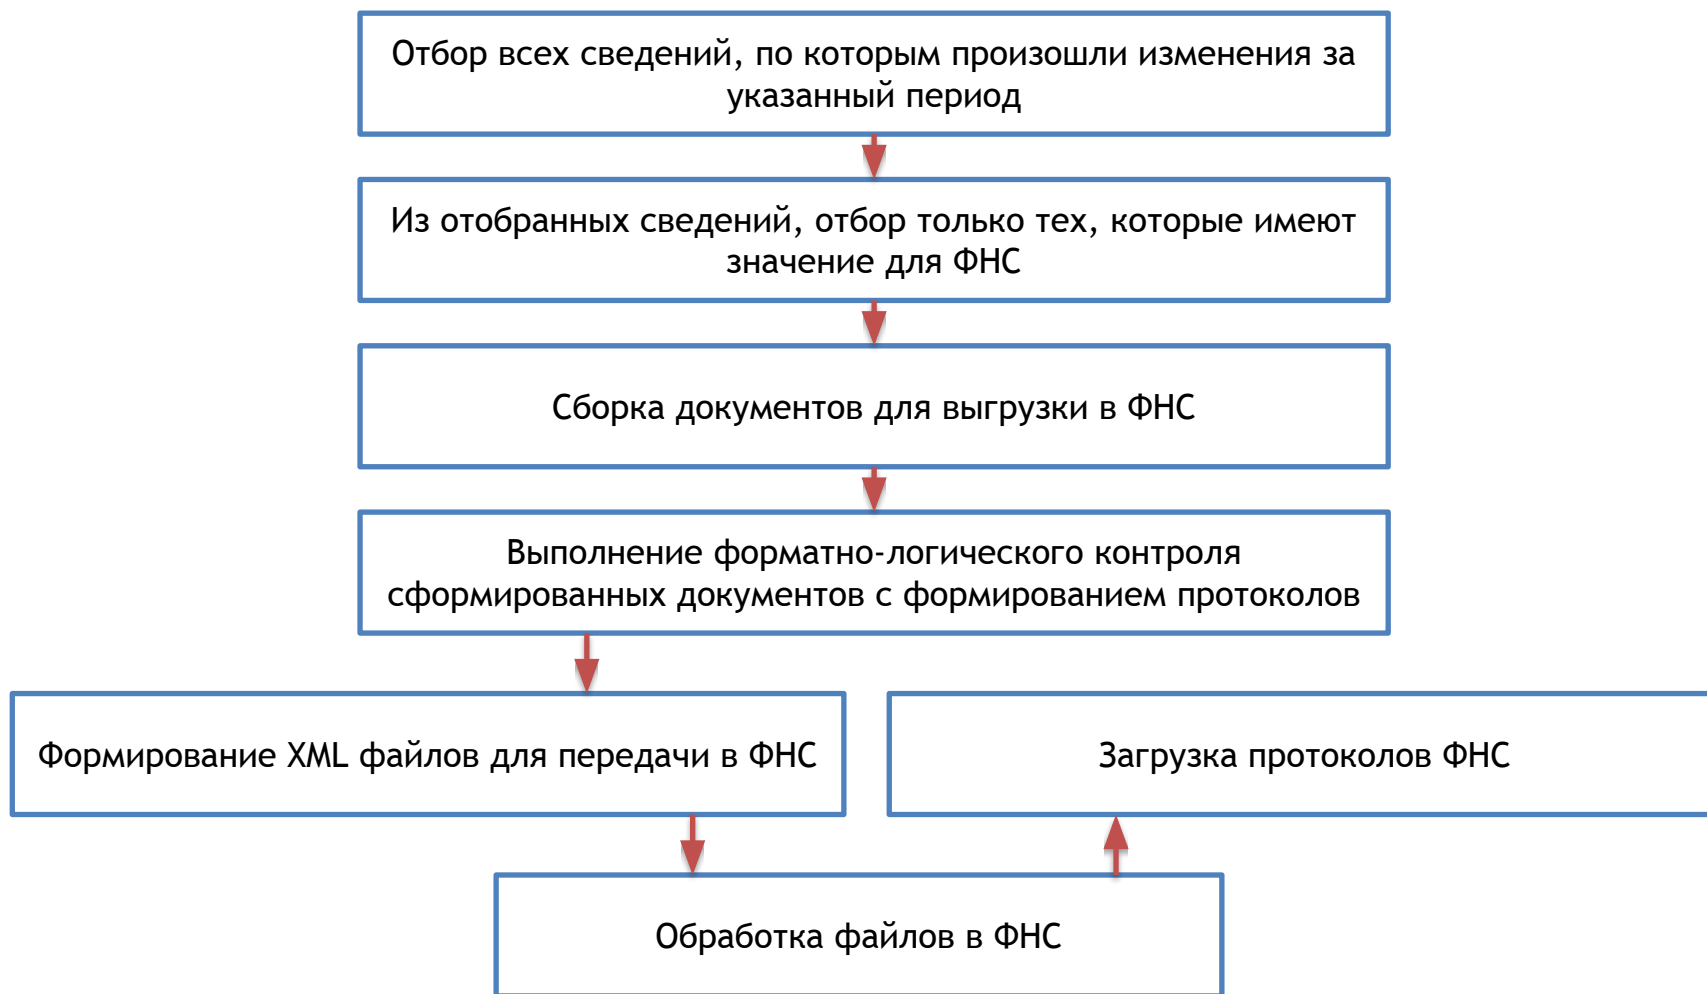 Отбор всех сведений, по которым произошли изменения за
указанный период
Из отобранных сведений, отбор только тех, которые имеют
значение для ФНС
Сборка документов для выгрузки в ФНС
Выполнение форматно-логического контроля
сформированных документов с формированием протоколов
Формирование XML файлов для передачи в ФНС
Загрузка протоколов ФНС
Обработка файлов в ФНС